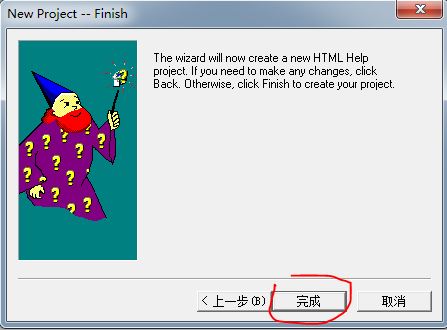 New Project -- Finish
The wizard will now create a new HTML Help
project. If you need to make any changes, click
Back. Otherwise, click Finish to create your project.
< 上一步(B) 完成 取消